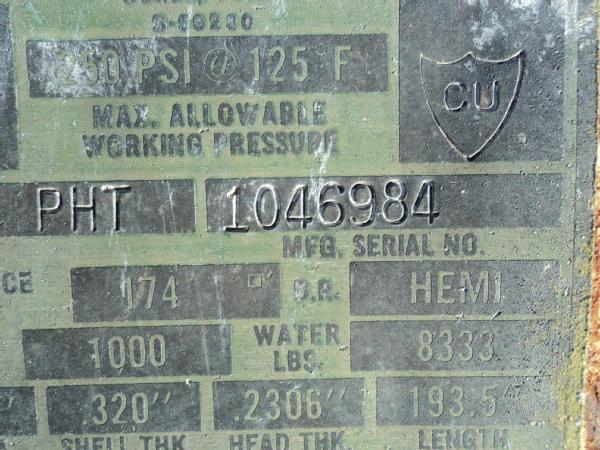 250 PSI @ 125°F
CU
MAX. ALLOWABLE
WORKING PRESSURE
PHT 1046984
MFG. SERIAL NO.
CE 174 □' HEMI
1000 WATER LBS. 8333
.320" .2306" 193.5"
SHELL THK. HEAD THK. LENGTH